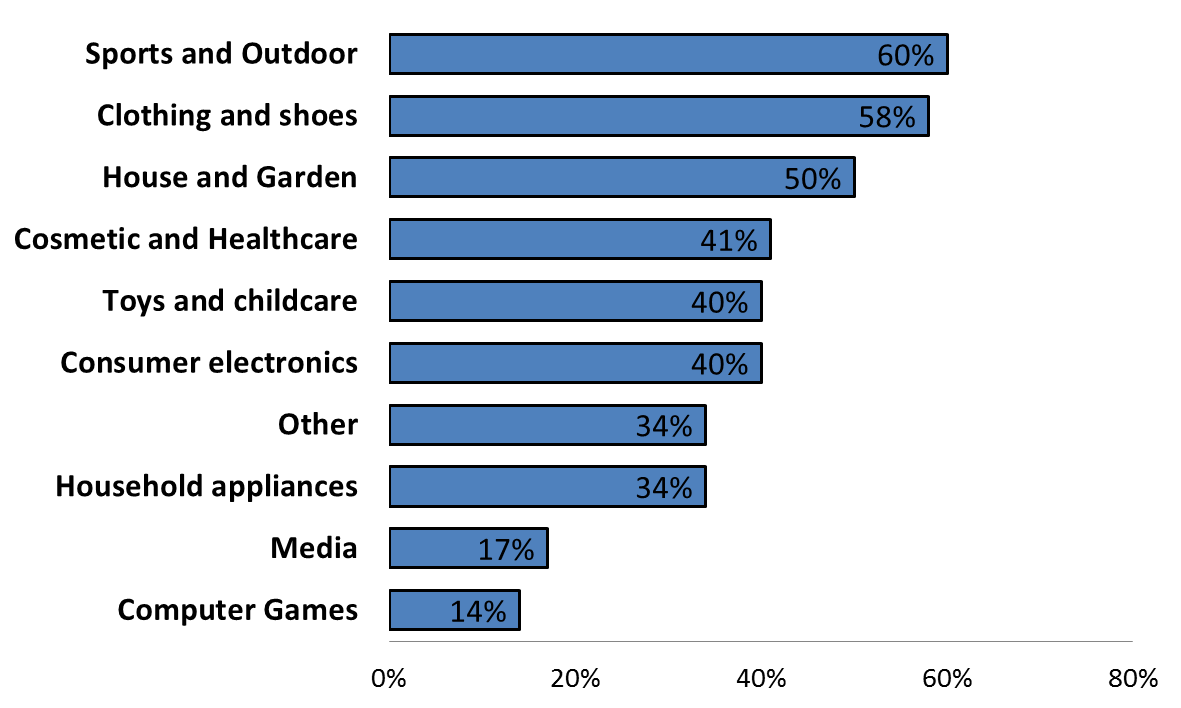 Sports and Outdoor 60%
Clothing and shoes 58%
House and Garden 50%
Cosmetic and Healthcare 41%
Toys and childcare 40%
Consumer electronics 40%
Other 34%
Household appliances 34%
Media 17%
Computer Games 14%
0% 20% 40% 60% 80%